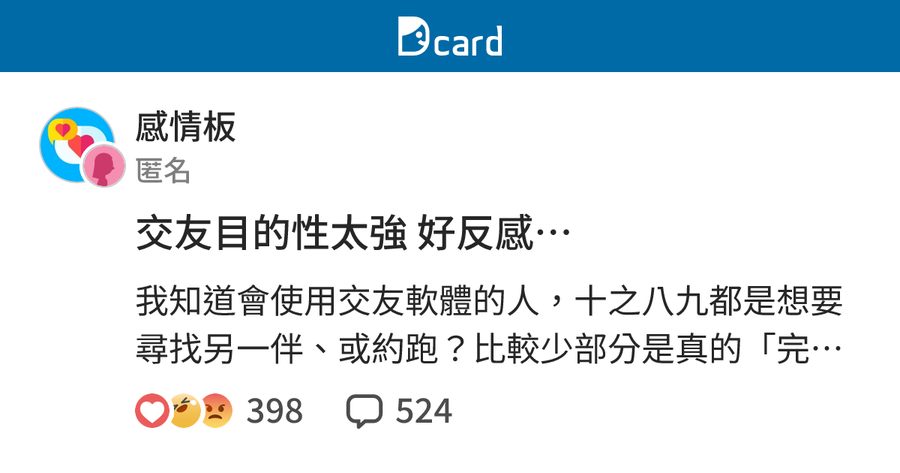 Dcard
感情板
匿名
交友目的性太強 好反感…
我知道會使用交友軟體的人，十之八九都是想要
尋找另一伴、或約跑？比較少部分是真的「完…
398 524